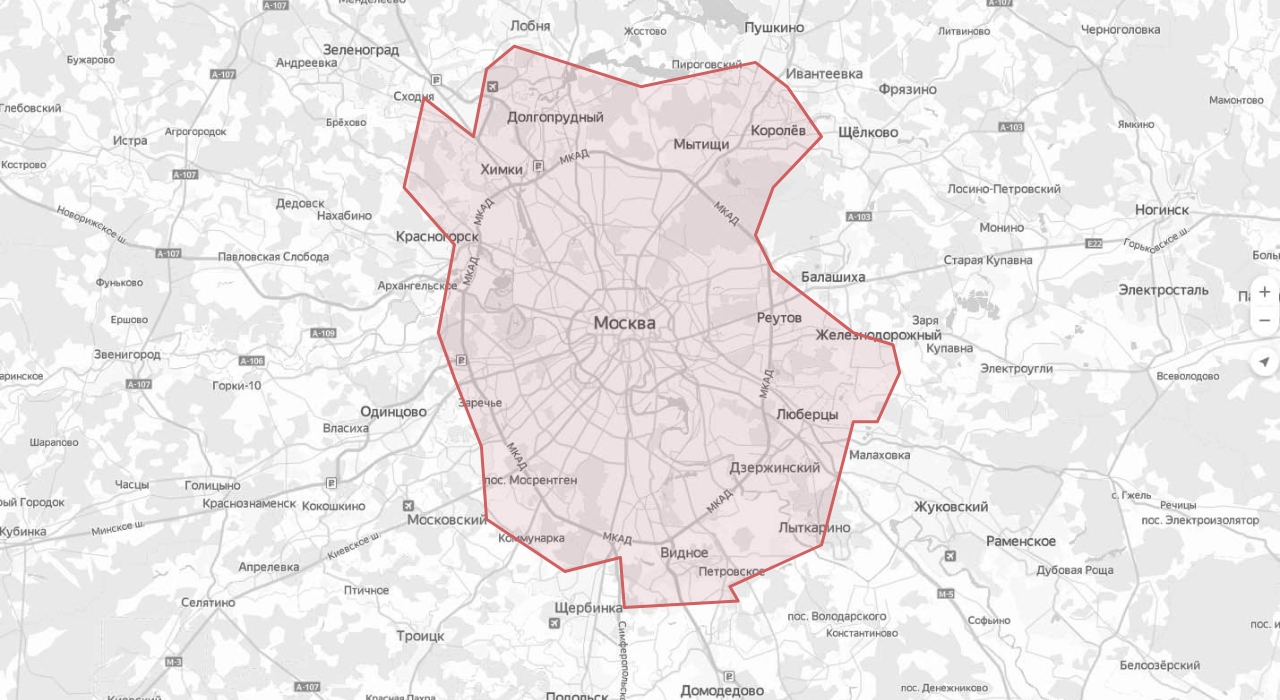 Менделеево
А-107
А-107
Лобня
Жостово
Пушкино
Литвиново
Черноголовка
Зеленоград
Бужарово
Андреевка
А-107
Пироговский
Ивантеевка
Фрязино
Сходня
Мамонтово
Глебовский
Брёхово
Долгопрудный
Королёв
Щёлково
А-103
Ямкино
Агрогородок
Истра
Мытищи
МКАД
Кострово
Химки
А-107
Лосино-Петровский
Дедовск
Нахабино
МКАД
МКАД
А-103
Ногинск
Новорижское ш.
Монино
Красногорск
Е22
Горьковское ш.
А-107
Павловская Слобода
МКАД
Старая Купавна
Балашиха
Фуньково
Архангельское
Электросталь
+
Ершово
Москва
Реутов
Заря
−
А-109
Железнодорожный
Купавна
Звенигород
А-106
Электроугли
А-107
Горки-10
МКАД
Всеволодово
Заречье
Одинцово
Люберцы
Власиха
Шарапово
МКАД
Малаховка
Дзержинский
Часцы
Голицыно
пос. Мосрентген
МКАД
с. Гжель
Краснознаменск
Кокошкино
Жуковский
Речицы
Московский
пос. Электроизолятор
Кубинка
Минское ш.
Лыткарино
Киевское ш.
Коммунарка
МКАД
Раменское
Видное
Апрелевка
Петровское
Дубовая Роща
Птичное
М-5
Селятино
Щербинка
пос. Володарского
Софьино
Троицк
Константиново
М-3
Белоозёрский
А-107
Красная Пахра
Подольск
Домодедово
пос. Денежниково